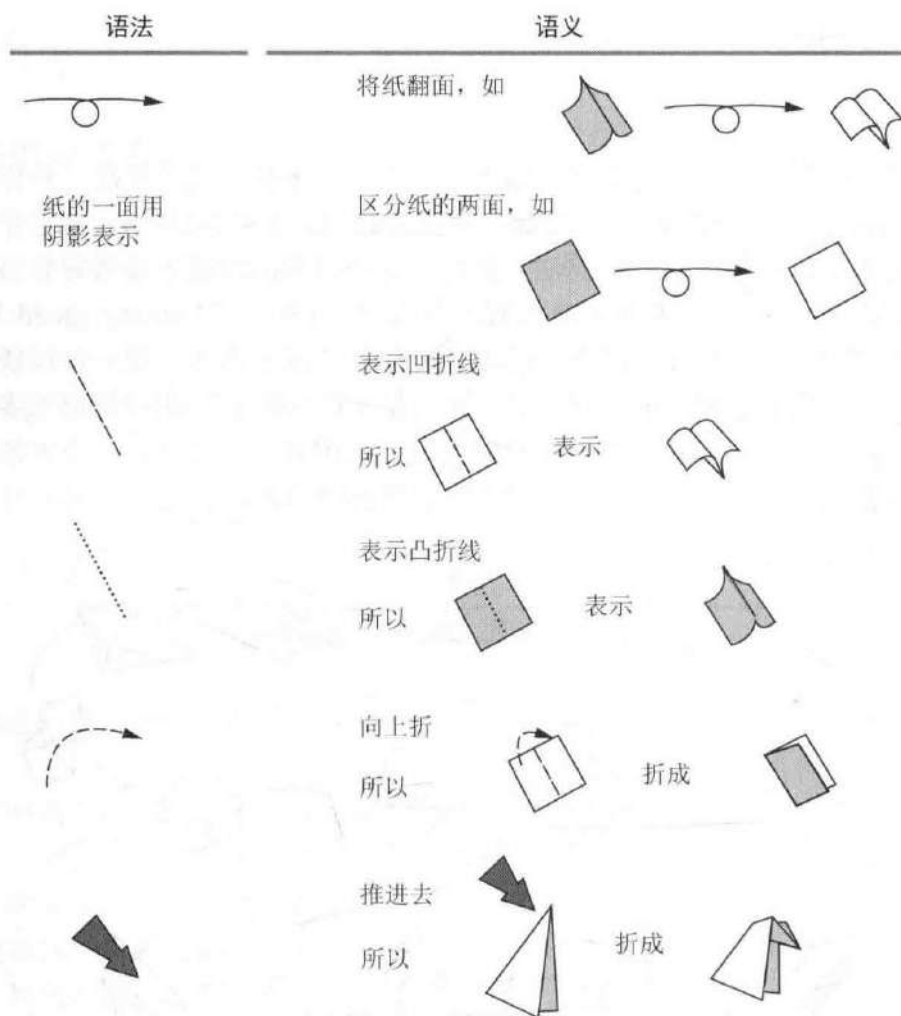 语法
语义
将纸翻面，如
纸的一面用
阴影表示
区分纸的两面，如
表示凹折线
所以
表示
表示凸折线
所以
表示
向上折
所以
折成
推进去
所以
折成